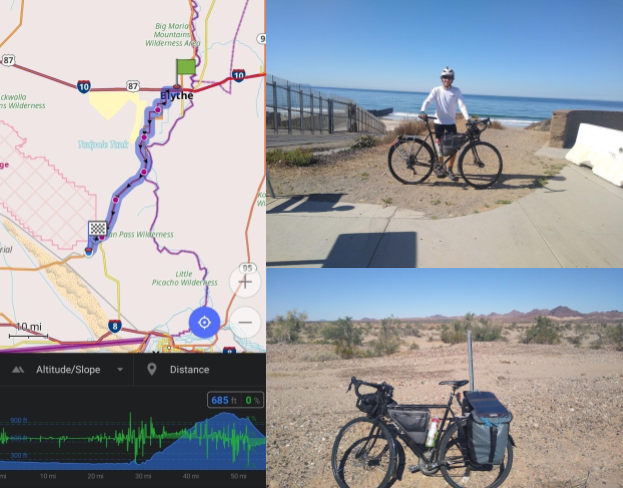 Big Maria
Mountains
Wilderness Area
87
10
87
10
95
Blythe
ckwalla
ns Wilderness
Tadpole Tank
ge
n Pass Wilderness
rial
Little
Picacho Wilderness
95
10 mi
8
8
+
−
Altitude/Slope
Distance
685 ft
0 %
900 ft
600 ft
300 ft
mi
10 mi
20 mi
30 mi
40 mi
50 mi